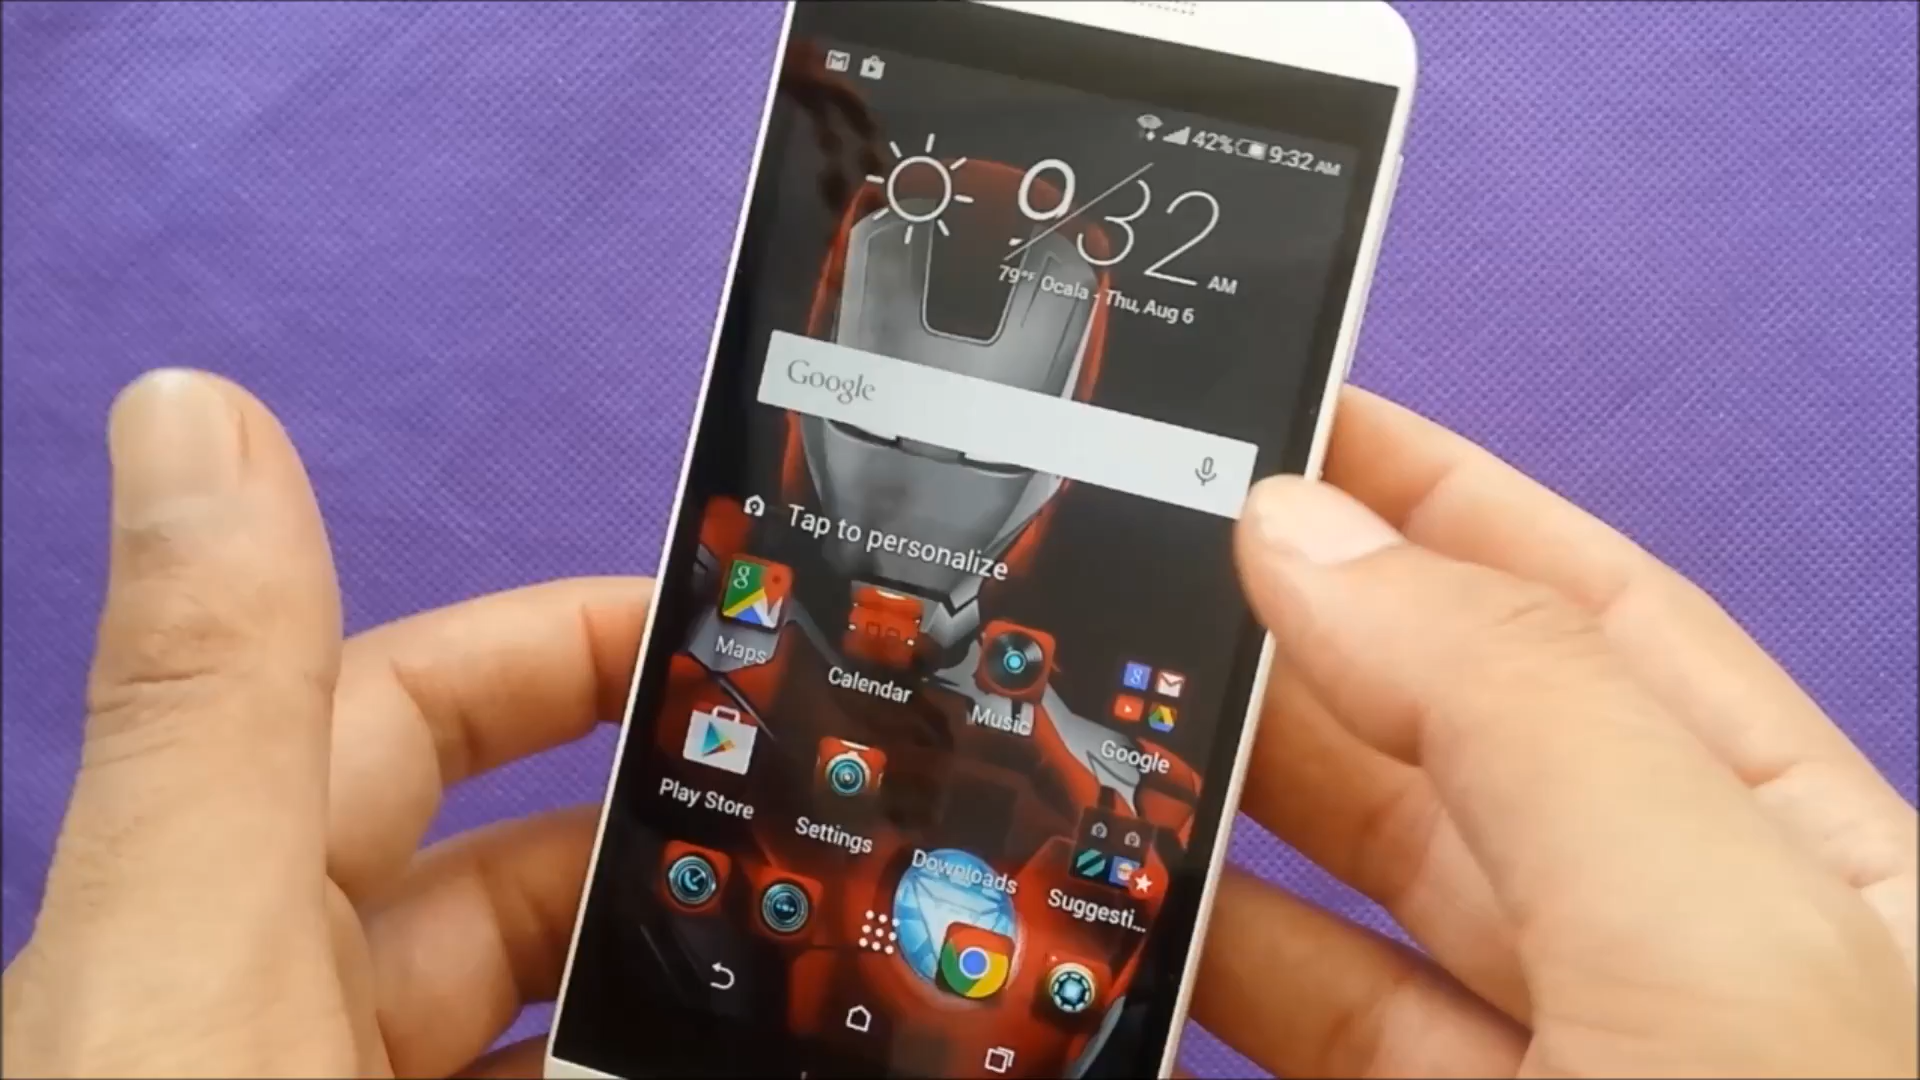 42% 9:32 AM
9 32 AM
79°F Ocala - Thu, Aug 6
Google
Tap to personalize
Maps
Calendar
Music
Google
Play Store
Settings
Downloads
Suggesti...